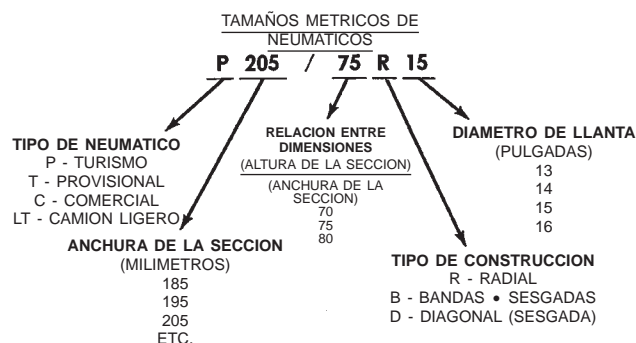 TAMAÑOS METRICOS DE
NEUMATICOS
P 205 / 75 R 15
TIPO DE NEUMATICO
P - TURISMO
T - PROVISIONAL
C - COMERCIAL
LT - CAMION LIGERO
ANCHURA DE LA SECCION
(MILIMETROS)
185
195
205
ETC.
RELACION ENTRE
DIMENSIONES
(ALTURA DE LA SECCION)
(ANCHURA DE LA
SECCION)
70
75
80
DIAMETRO DE LLANTA
(PULGADAS)
13
14
15
16
TIPO DE CONSTRUCCION
R - RADIAL
B - BANDAS • SESGADAS
D - DIAGONAL (SESGADA)